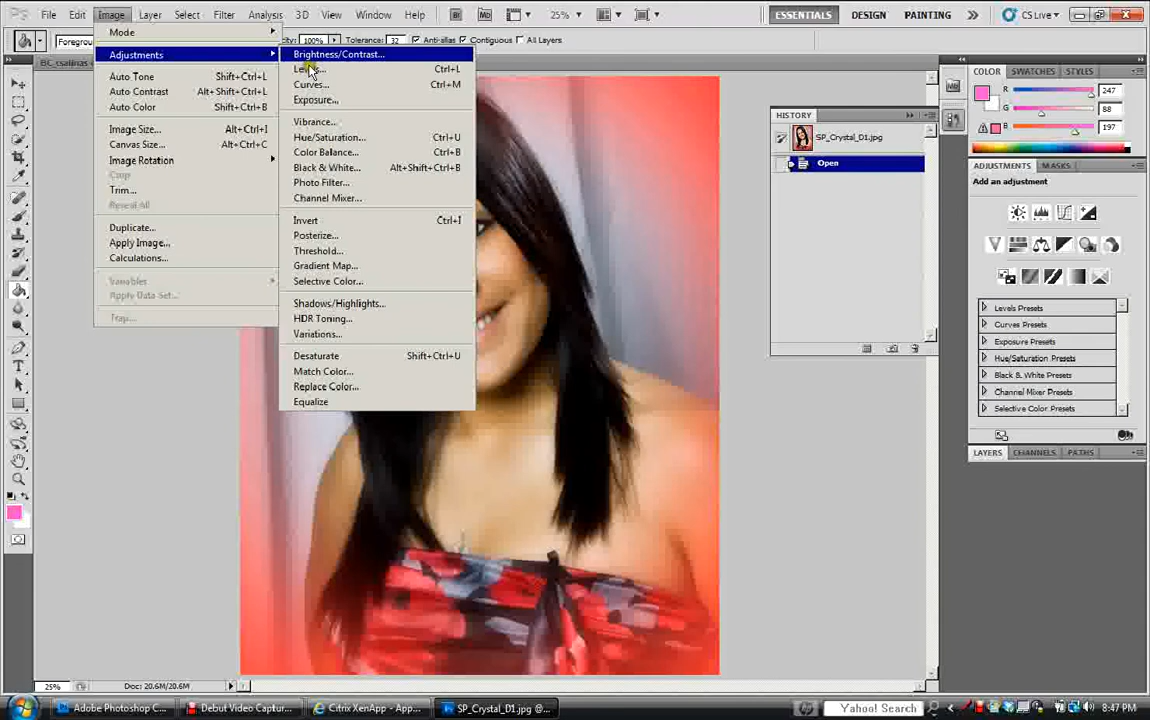 PS File Edit Image Layer Select Filter Analysis 3D View Window Help Br Mb 25% ESSENTIALS DESIGN PAINTING » CS Live
100% Tolerance: 32 Anti-alias Contiguous All Layers
Mode
Adjustments
Auto Tone Shift+Ctrl+L
Auto Contrast Alt+Shift+Ctrl+L
Auto Color Shift+Ctrl+B
Image Size... Alt+Ctrl+I
Canvas Size... Alt+Ctrl+C
Image Rotation
Crop
Trim...
Reveal All
Duplicate...
Apply Image...
Calculations...
Variables
Apply Data Set...
Trap...
Brightness/Contrast...
Ctrl+L
Curves... Ctrl+M
Exposure...
Vibrance...
Hue/Saturation... Ctrl+U
Color Balance... Ctrl+B
Black & White... Alt+Shift+Ctrl+B
Photo Filter...
Channel Mixer...
Invert Ctrl+I
Posterize...
Threshold...
Gradient Map...
Selective Color...
Shadows/Highlights...
HDR Toning...
Variations...
Desaturate Shift+Ctrl+U
Match Color...
Replace Color...
Equalize
HISTORY
SP_Crystal_D1.jpg
Open
COLOR SWATCHES STYLES
R 247
G 88
B 197
ADJUSTMENTS MASKS
Add an adjustment
Levels Presets
Curves Presets
Exposure Presets
Hue/Saturation Presets
Black & White Presets
Channel Mixer Presets
Selective Color Presets
LAYERS CHANNELS PATHS
25% Doc: 20.6M/20.6M
Adobe Photoshop C... Debut Video Captur... Citrix XenApp - App... SP_Crystal_D1.jpg @... Yahoo! Search 8:47 PM